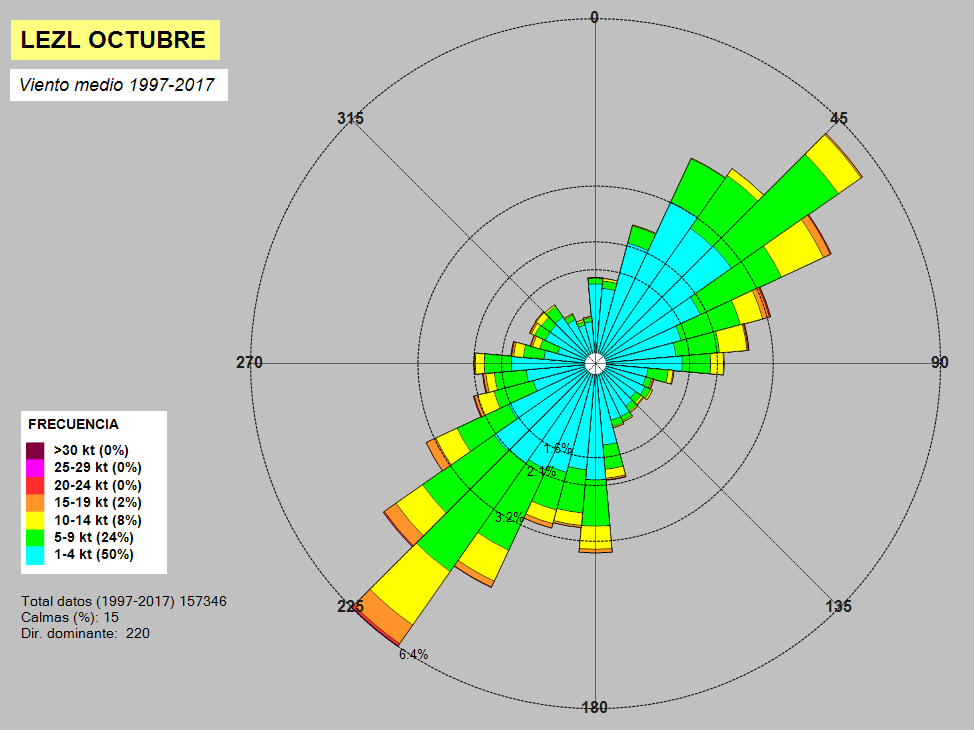 LEZL OCTUBRE
Viento medio 1997-2017
0
45
90
135
180
225
270
315
1.6%
2.1%
3.2%
6.4%
FRECUENCIA
>30 kt (0%)
25-29 kt (0%)
20-24 kt (0%)
15-19 kt (2%)
10-14 kt (8%)
5-9 kt (24%)
1-4 kt (50%)
Total datos (1997-2017) 157346
Calmas (%): 15
Dir. dominante: 220